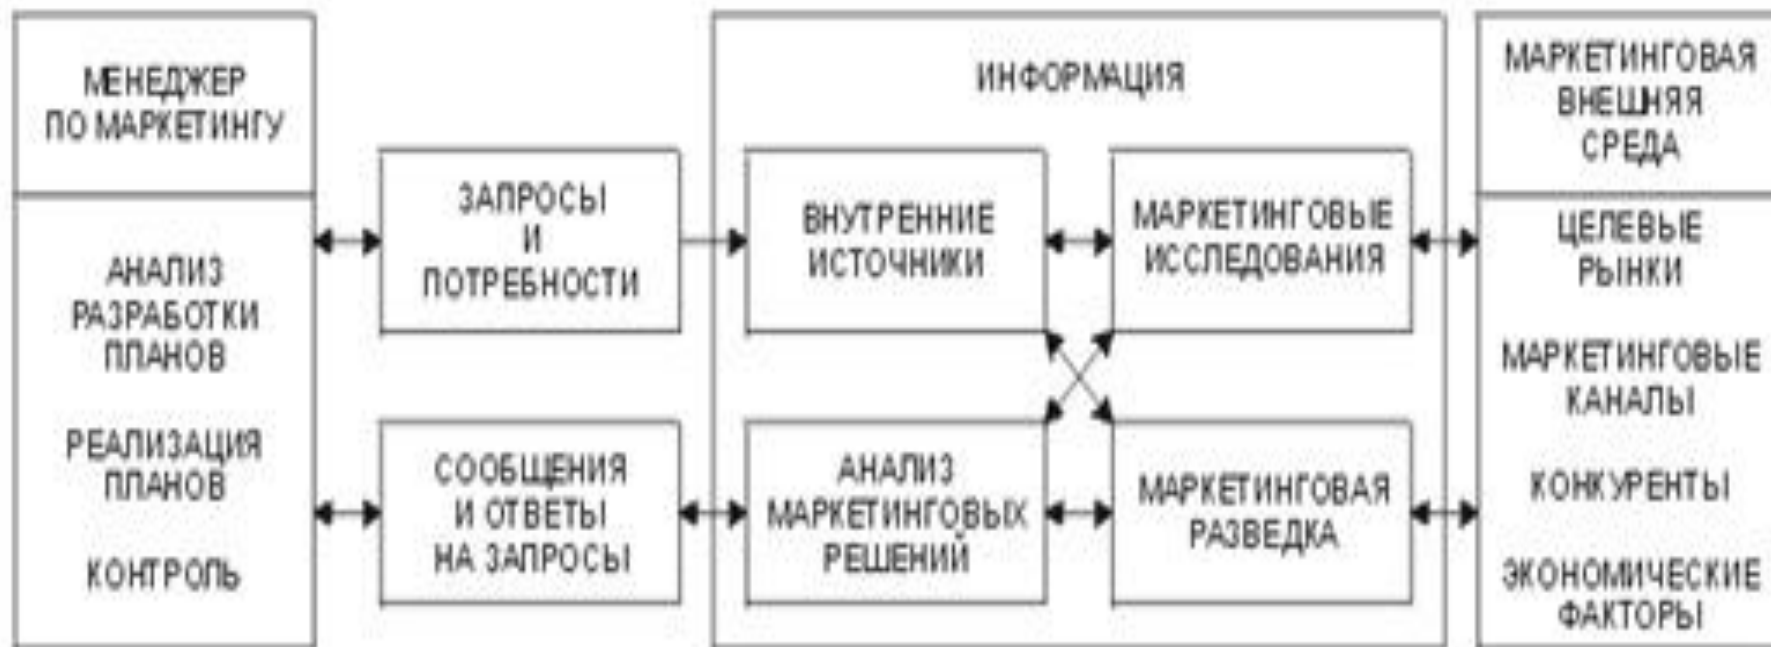 МЕНЕДЖЕР
ПО МАРКЕТИНГУ
АНАЛИЗ
РАЗРАБОТКИ
ПЛАНОВ
РЕАЛИЗАЦИЯ
ПЛАНОВ
КОНТРОЛЬ
ЗАПРОСЫ
И
ПОТРЕБНОСТИ
СООБЩЕНИЯ
И ОТВЕТЫ
НА ЗАПРОСЫ
ИНФОРМАЦИЯ
ВНУТРЕННИЕ
ИСТОЧНИКИ
МАРКЕТИНГОВЫЕ
ИССЛЕДОВАНИЯ
АНАЛИЗ
МАРКЕТИНГОВЫХ
РЕШЕНИЙ
МАРКЕТИНГОВАЯ
РАЗВЕДКА
МАРКЕТИНГОВАЯ
ВНЕШНЯЯ
СРЕДА
ЦЕЛЕВЫЕ
РЫНКИ
МАРКЕТИНГОВЫЕ
КАНАЛЫ
КОНКУРЕНТЫ
ЭКОНОМИЧЕСКИЕ
ФАКТОРЫ